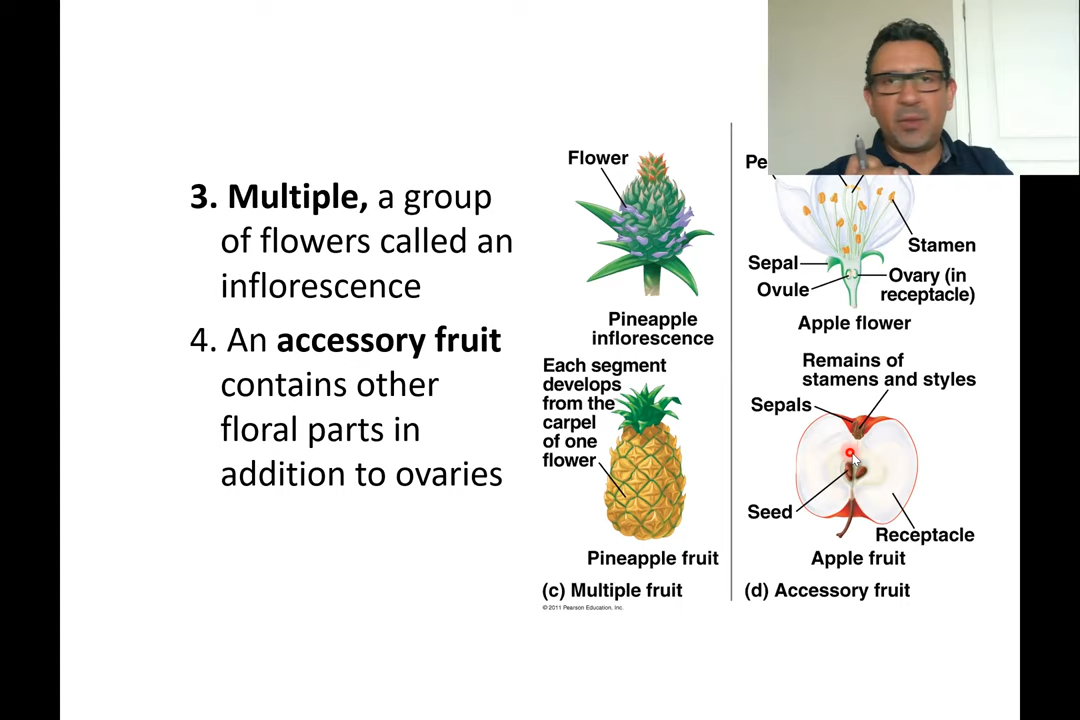 3. Multiple, a group
of flowers called an
inflorescence
4. An accessory fruit
contains other
floral parts in
addition to ovaries
Flower
Pineapple
inflorescence
Each segment
develops
from the
carpel
of one
flower
Pineapple fruit
(c) Multiple fruit
© 2011 Pearson Education, Inc.
Stamen
Sepal
Ovary (in
receptacle)
Ovule
Apple flower
Remains of
stamens and styles
Sepals
Seed
Receptacle
Apple fruit
(d) Accessory fruit